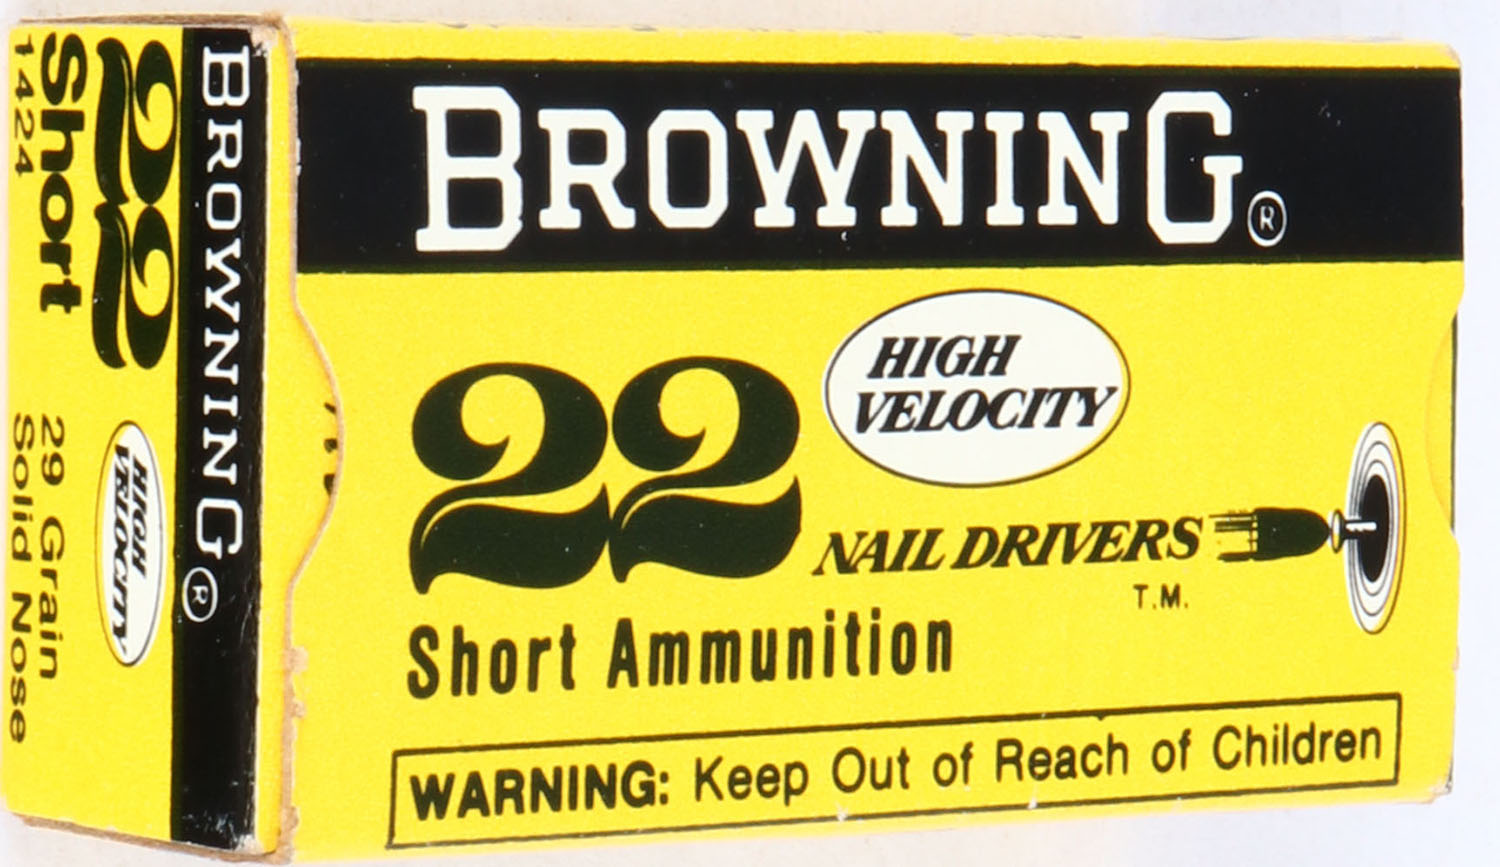 BROWNING®
22
HIGH
VELOCITY
NAIL DRIVERS
T.M.
Short Ammunition
WARNING: Keep Out of Reach of Children
BROWNING®
22
Short
1424
HIGH
VELOCITY
29 Grain
Solid Nose